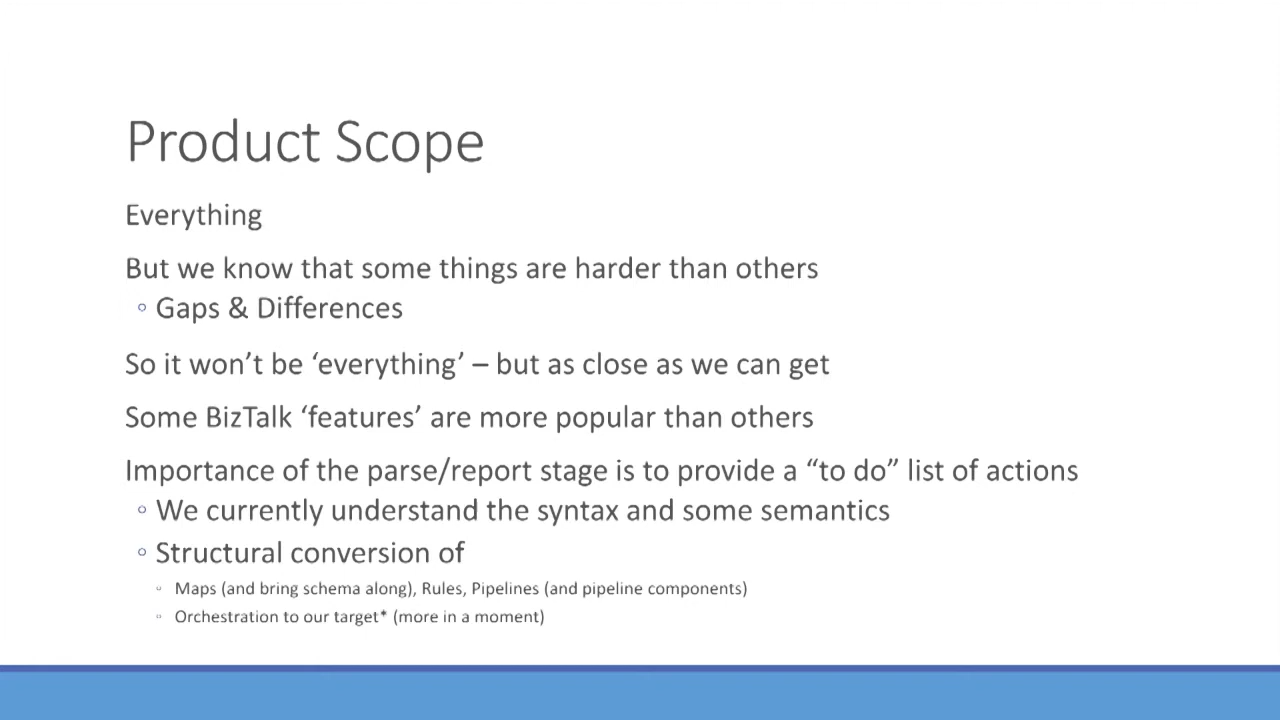 Product Scope
Everything
But we know that some things are harder than others
◦ Gaps & Differences
So it won’t be ‘everything’ – but as close as we can get
Some BizTalk ‘features’ are more popular than others
Importance of the parse/report stage is to provide a “to do” list of actions
◦ We currently understand the syntax and some semantics
◦ Structural conversion of
◦ Maps (and bring schema along), Rules, Pipelines (and pipeline components)
◦ Orchestration to our target* (more in a moment)